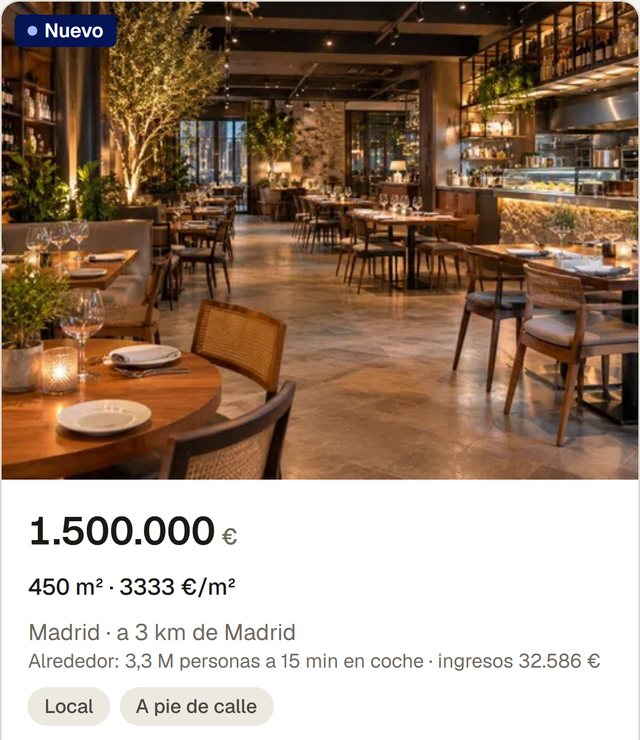 Nuevo
1.500.000 €
450 m² · 3333 €/m²
Madrid · a 3 km de Madrid
Alrededor: 3,3 M personas a 15 min en coche · ingresos 32.586 €
Local
A pie de calle